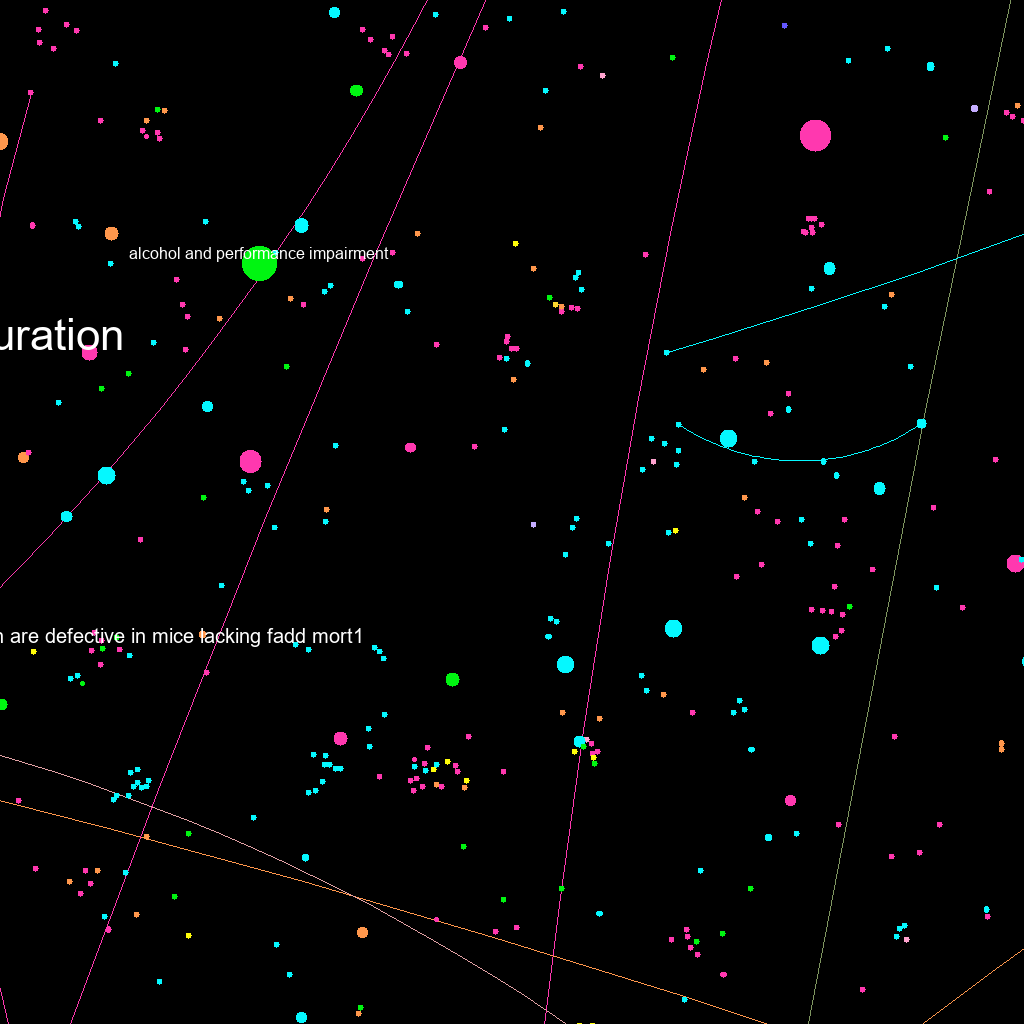 alcohol and performance impairment
uration
are defective in mice lacking fadd mort1